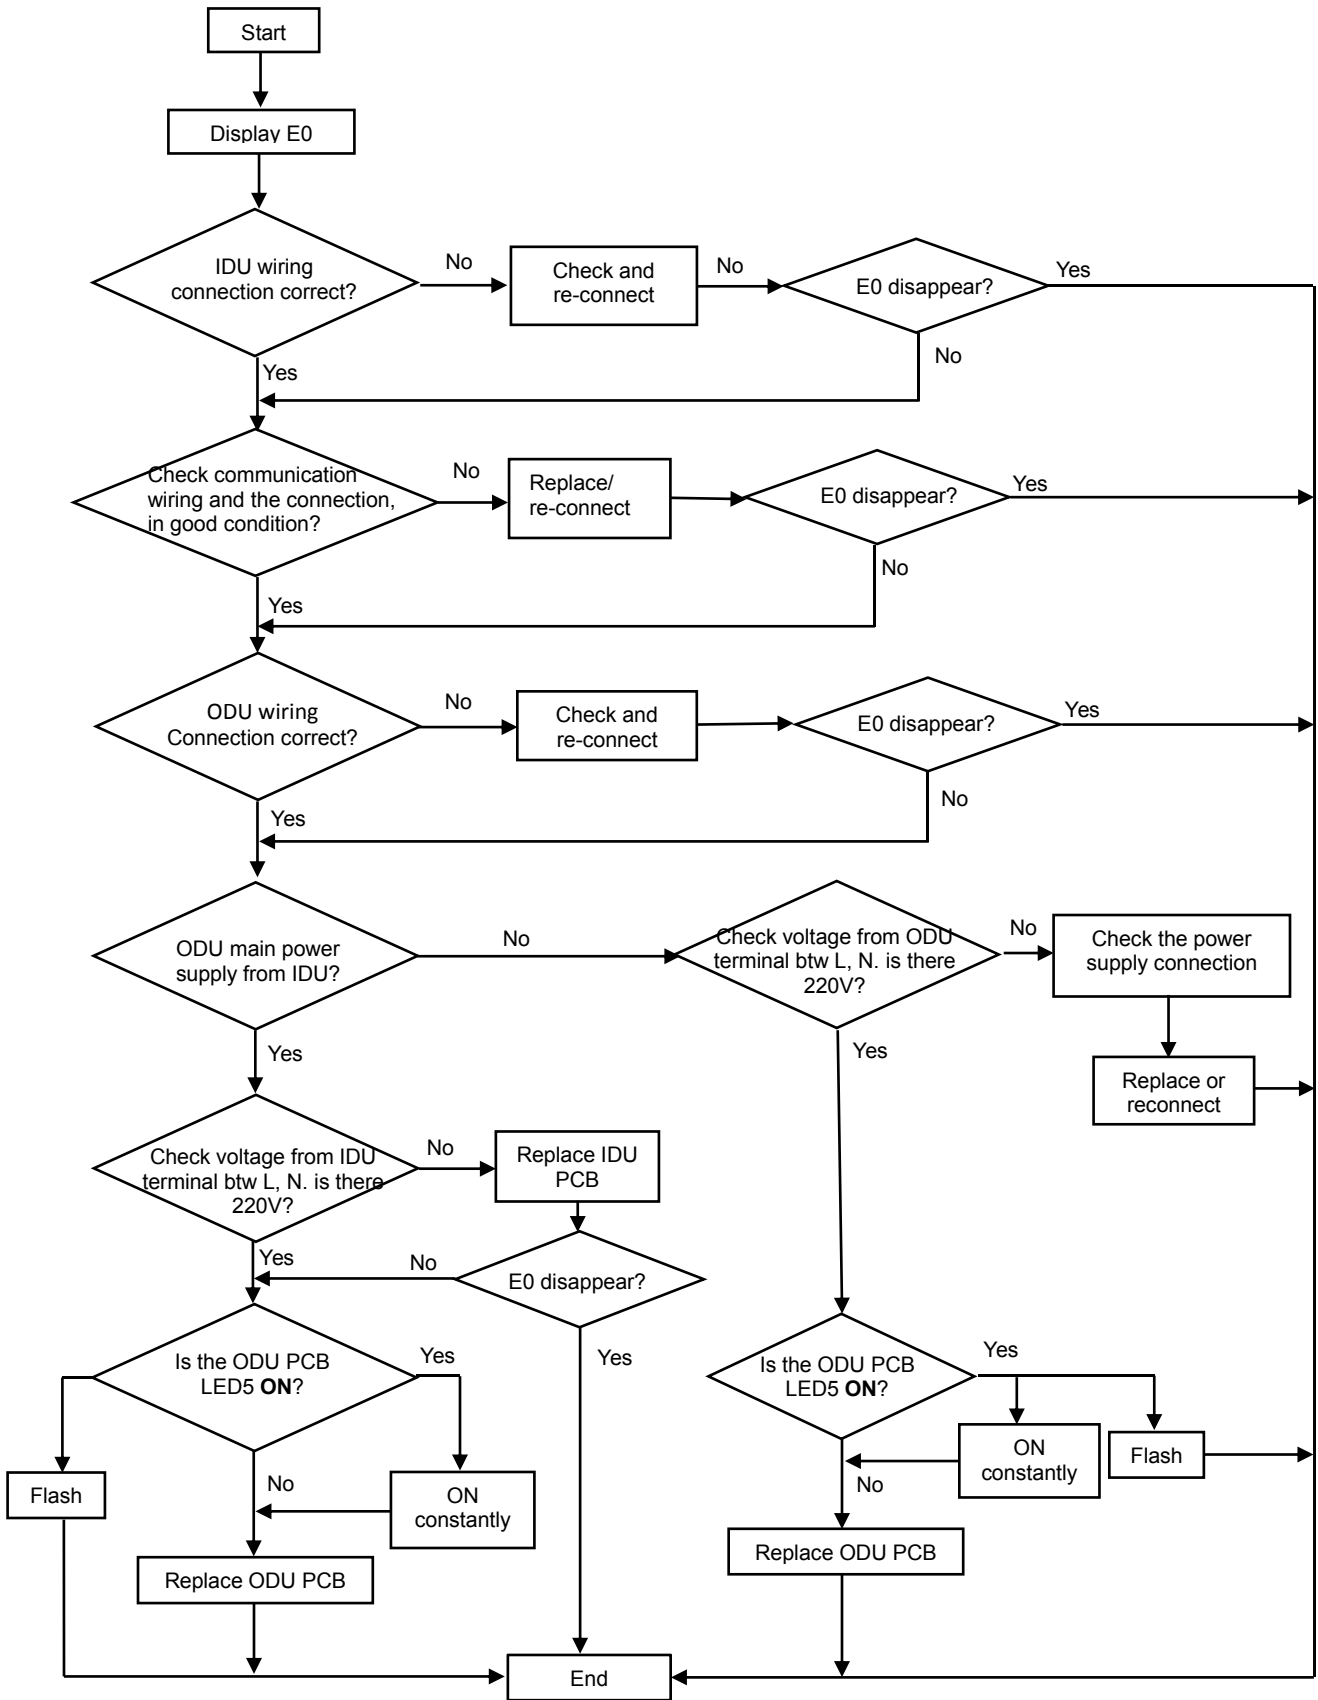 Start
Display E0
IDU wiring
connection correct?
No
Check and
re-connect
No
E0 disappear?
Yes
No
Yes
Check communication
wiring and the connection,
in good condition?
No
Replace/
re-connect
E0 disappear?
Yes
No
Yes
ODU wiring
Connection correct?
No
Check and
re-connect
E0 disappear?
Yes
No
Yes
ODU main power
supply from IDU?
No
Check voltage from ODU
terminal btw L, N. is there
220V?
No
Check the power
supply connection
Yes
Yes
Replace or
reconnect
Check voltage from IDU
terminal btw L, N. is there
220V?
No
Replace IDU
PCB
Yes
No
E0 disappear?
Yes
Is the ODU PCB
LED5 ON?
Yes
Is the ODU PCB
LED5 ON?
Yes
Flash
No
ON
constantly
No
ON
constantly
Flash
Replace ODU PCB
Replace ODU PCB
End